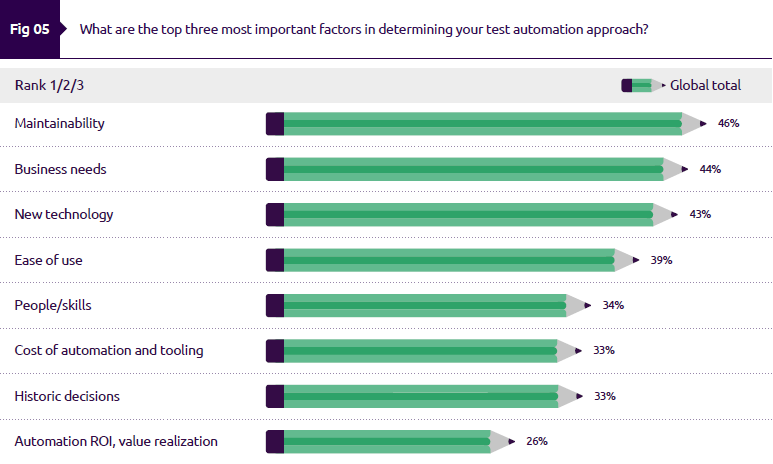 Fig 05
What are the top three most important factors in determining your test automation approach?
Rank 1/2/3
Global total
Maintainability 46%
Business needs 44%
New technology 43%
Ease of use 39%
People/skills 34%
Cost of automation and tooling 33%
Historic decisions 33%
Automation ROI, value realization 26%